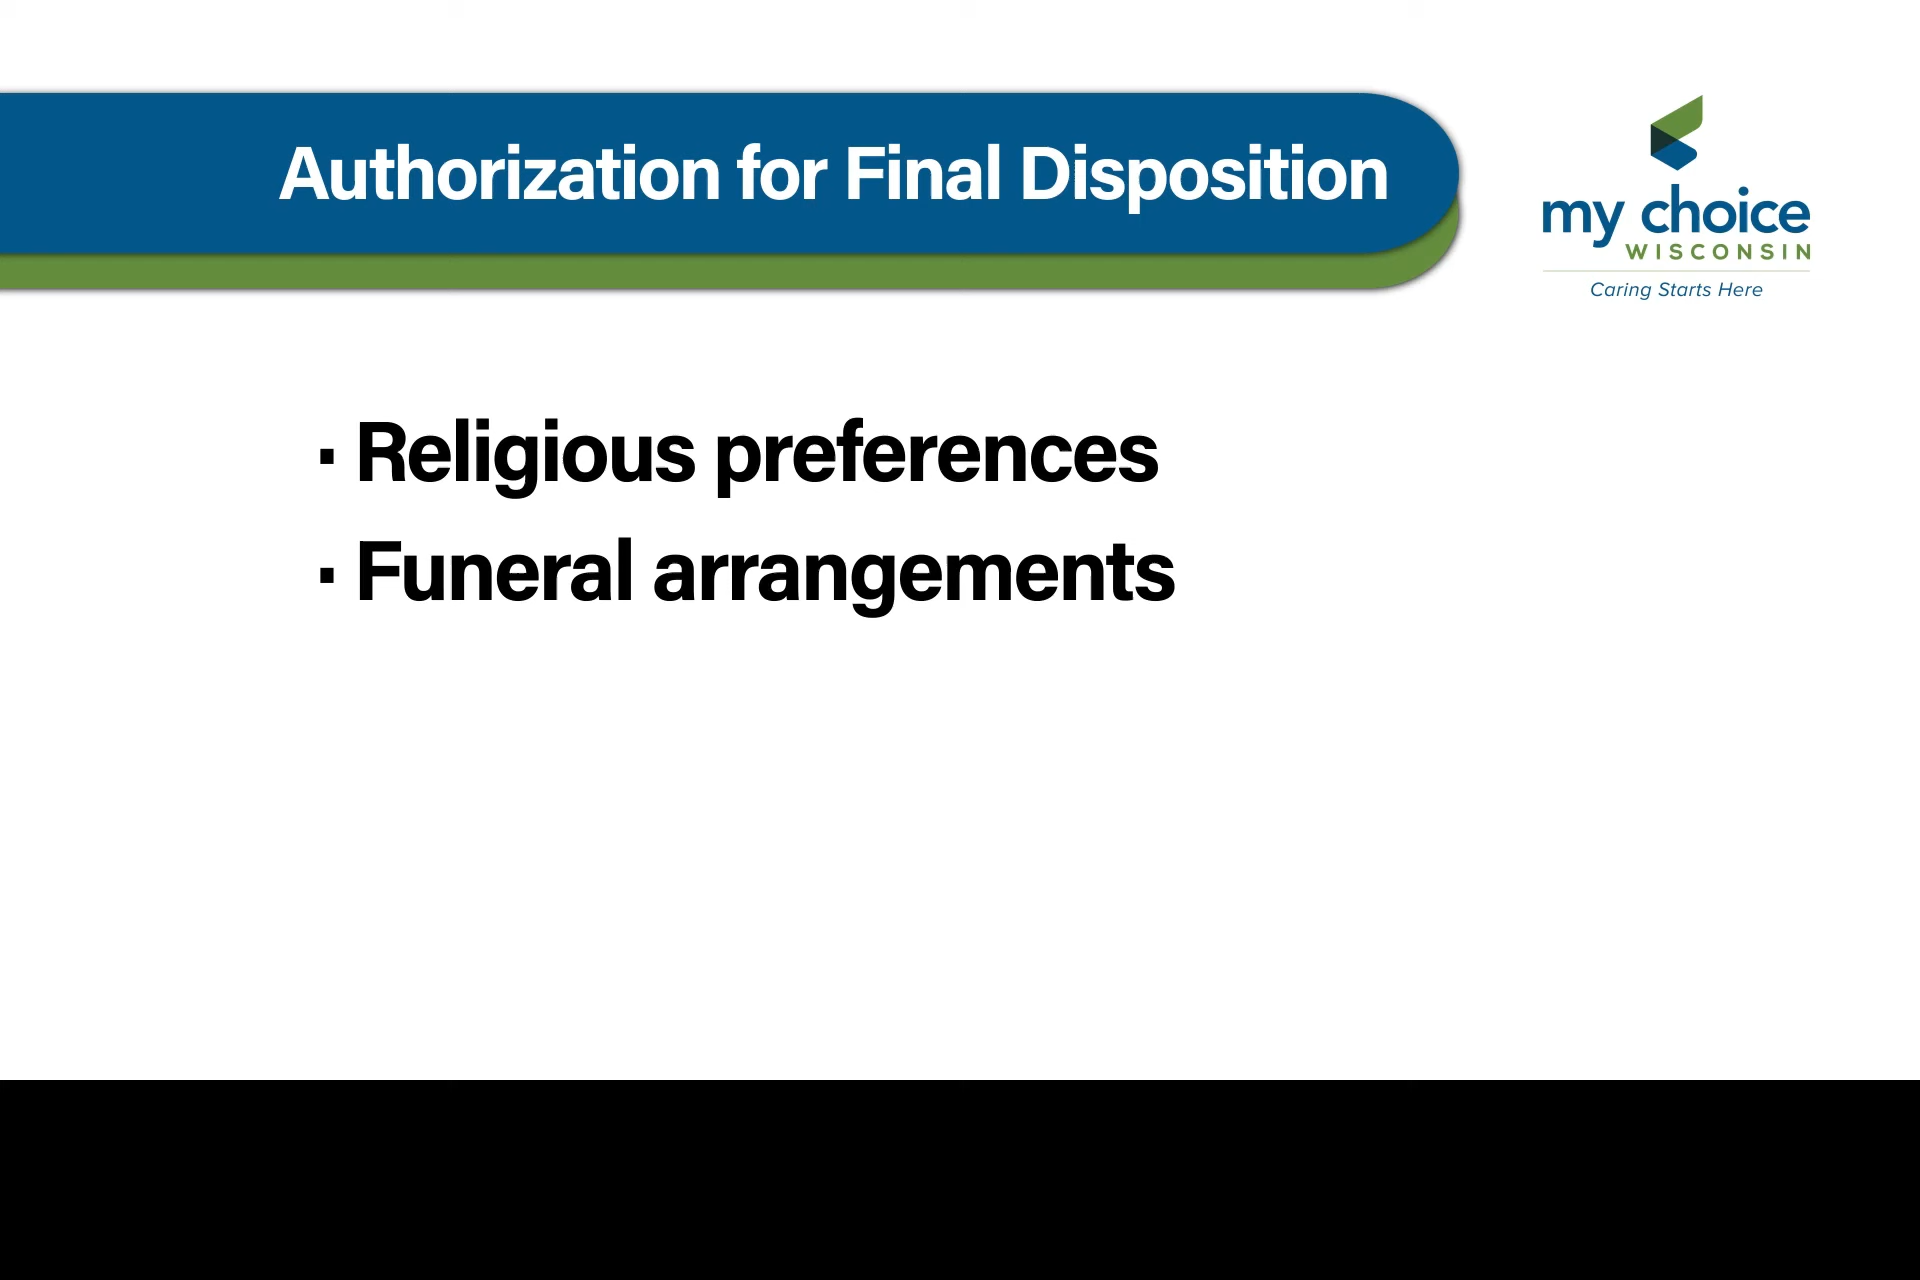 Authorization for Final Disposition
my choice
WISCONSIN
Caring Starts Here
· Religious preferences
· Funeral arrangements